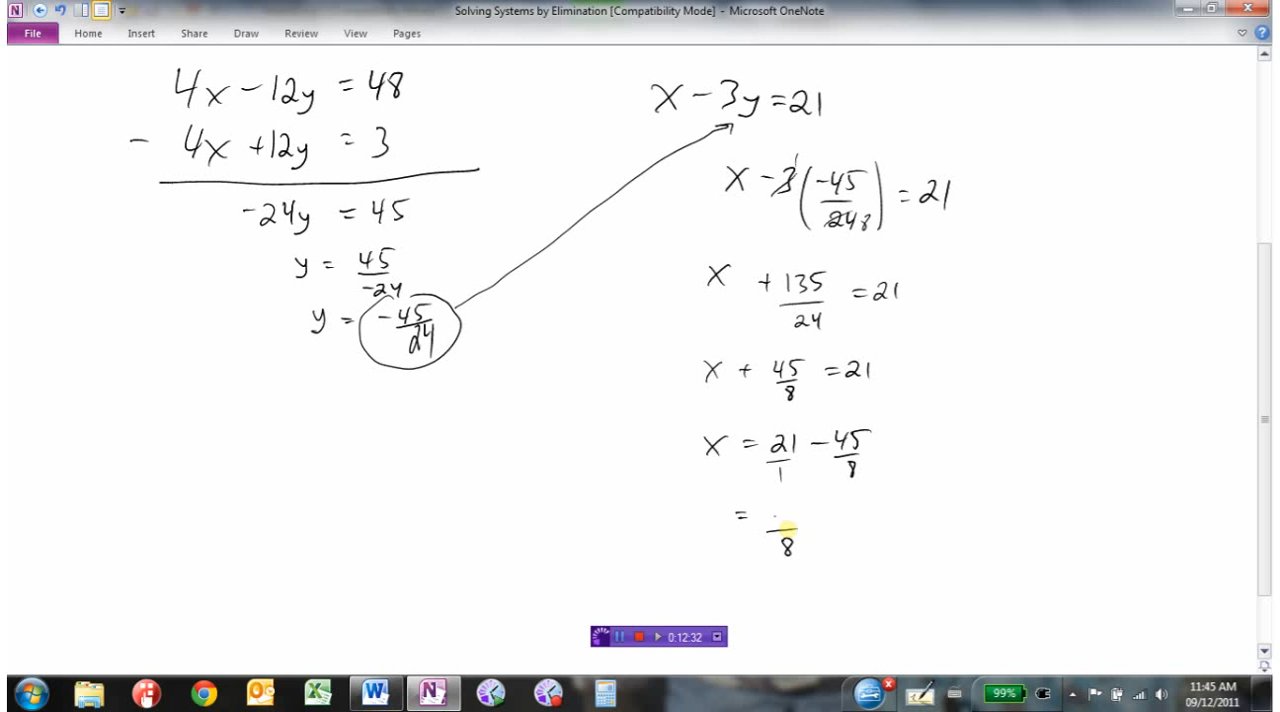 Solving Systems by Elimination [Compatibility Mode] - Microsoft OneNote
File Home Insert Share Draw Review View Pages
4x - 12y = 48
- 4x + 12y = 3
-24y = 45
y = 45/-24
y = -45/24
x - 3y = 21
x - 3 1 (-45/24 8) = 21
x + 135/24 = 21
x + 45/8 = 21
x = 21/1 - 45/8
= /8
0:12:32
99%
11:45 AM
09/12/2011